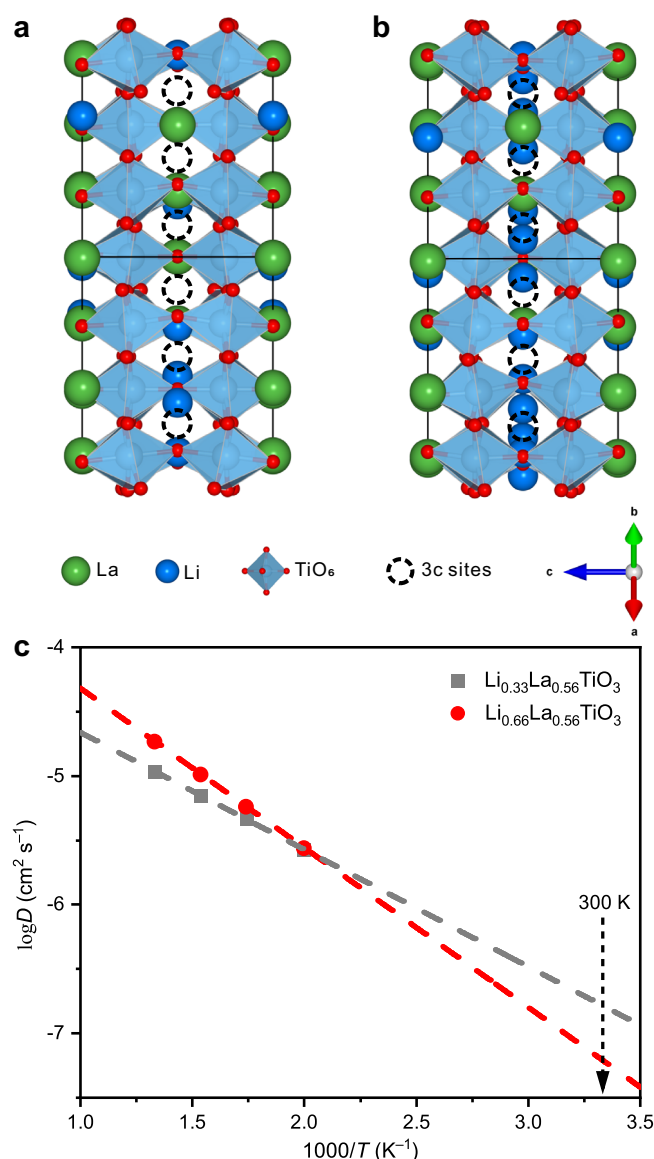 a b
La Li TiO₆ 3c sites
b
c
a
c
-4
Li₀.₃₃La₀.₅₆TiO₃
Li₀.₆₆La₀.₅₆TiO₃
-5
logD (cm² s⁻¹)
-6
300 K
-7
1.0 1.5 2.0 2.5 3.0 3.5
1000/T (K⁻¹)